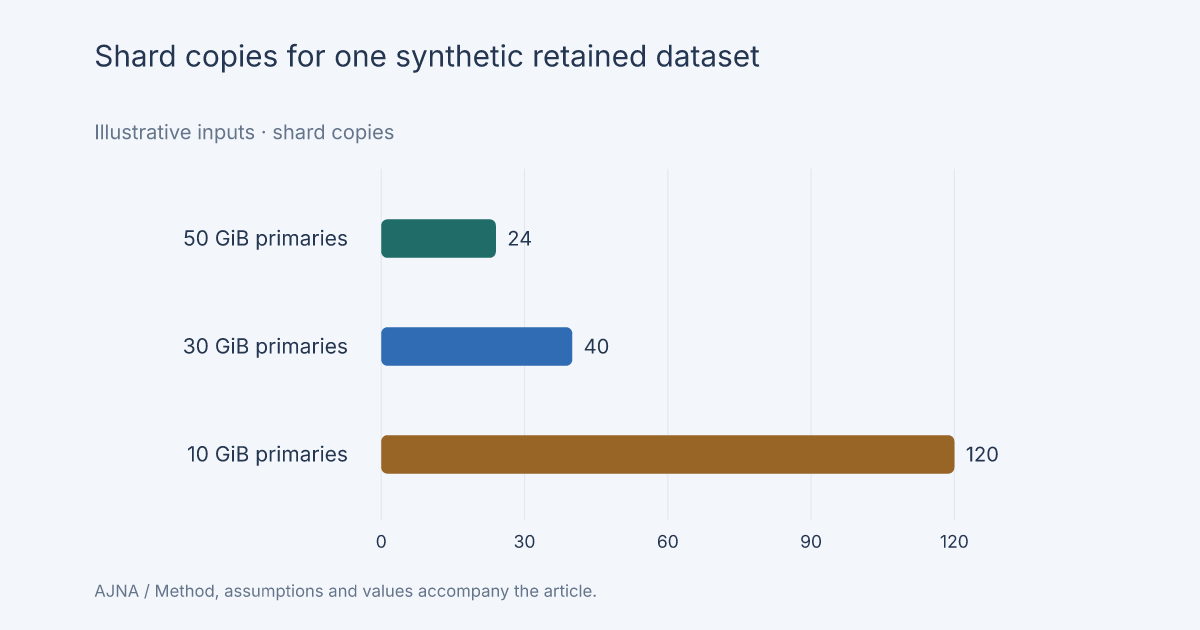 Shard copies for one synthetic retained dataset
Illustrative inputs · shard copies
50 GiB primaries 24
30 GiB primaries 40
10 GiB primaries 120
0 30 60 90 120
AJNA / Method, assumptions and values accompany the article.